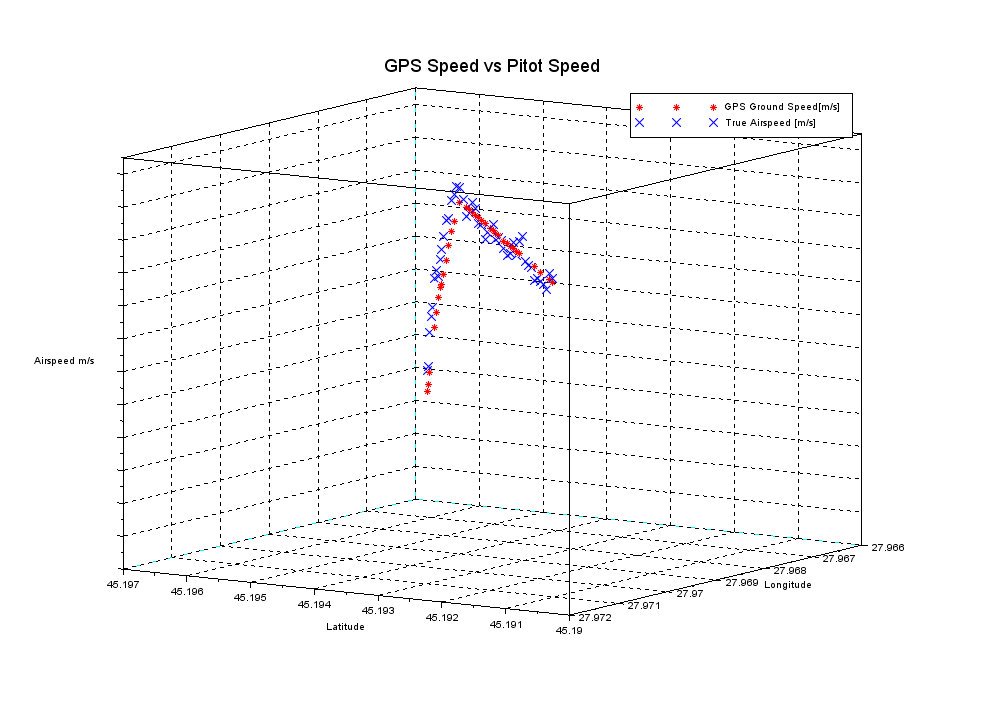 GPS Speed vs Pitot Speed
GPS Ground Speed[m/s]
True Airspeed [m/s]
Airspeed m/s
45.197
45.196
45.195
45.194
45.193
45.192
45.191
45.19
Latitude
27.972
27.971
27.97
27.969
27.968
27.967
27.966
Longitude